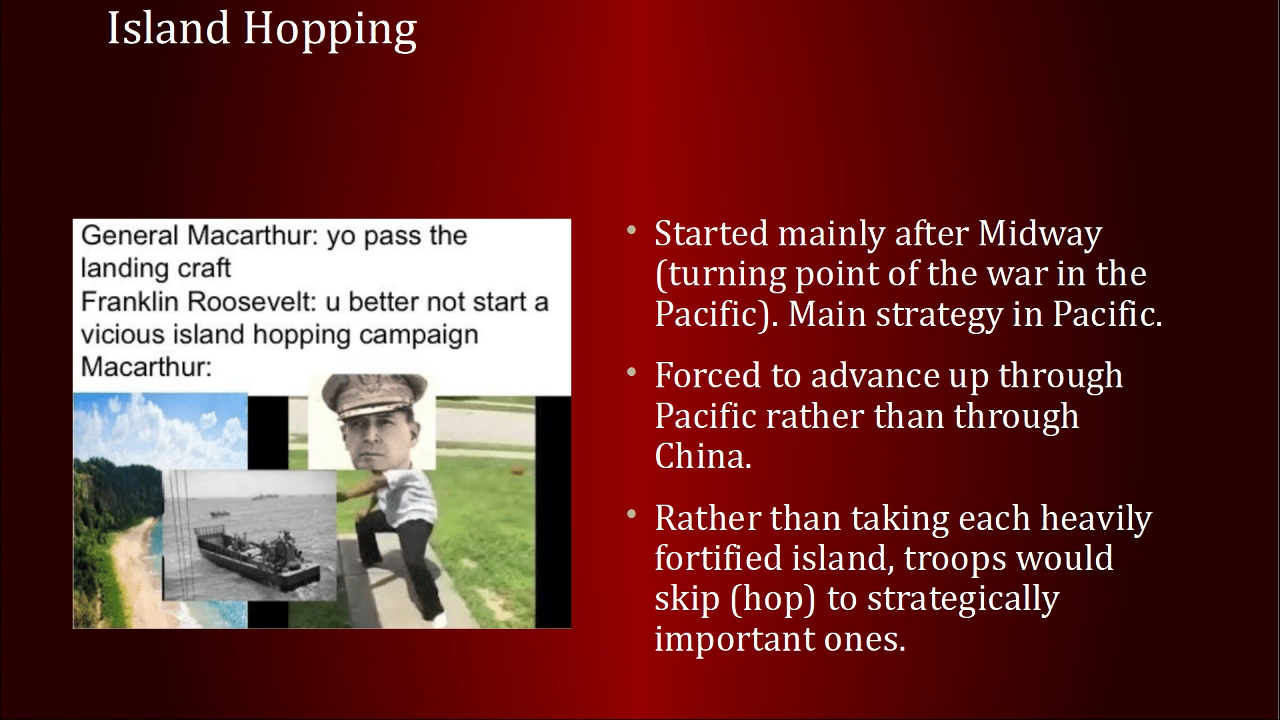 Island Hopping
General Macarthur: yo pass the
landing craft
Franklin Roosevelt: u better not start a
vicious island hopping campaign
Macarthur:
• Started mainly after Midway
(turning point of the war in the
Pacific). Main strategy in Pacific.
• Forced to advance up through
Pacific rather than through
China.
• Rather than taking each heavily
fortified island, troops would
skip (hop) to strategically
important ones.